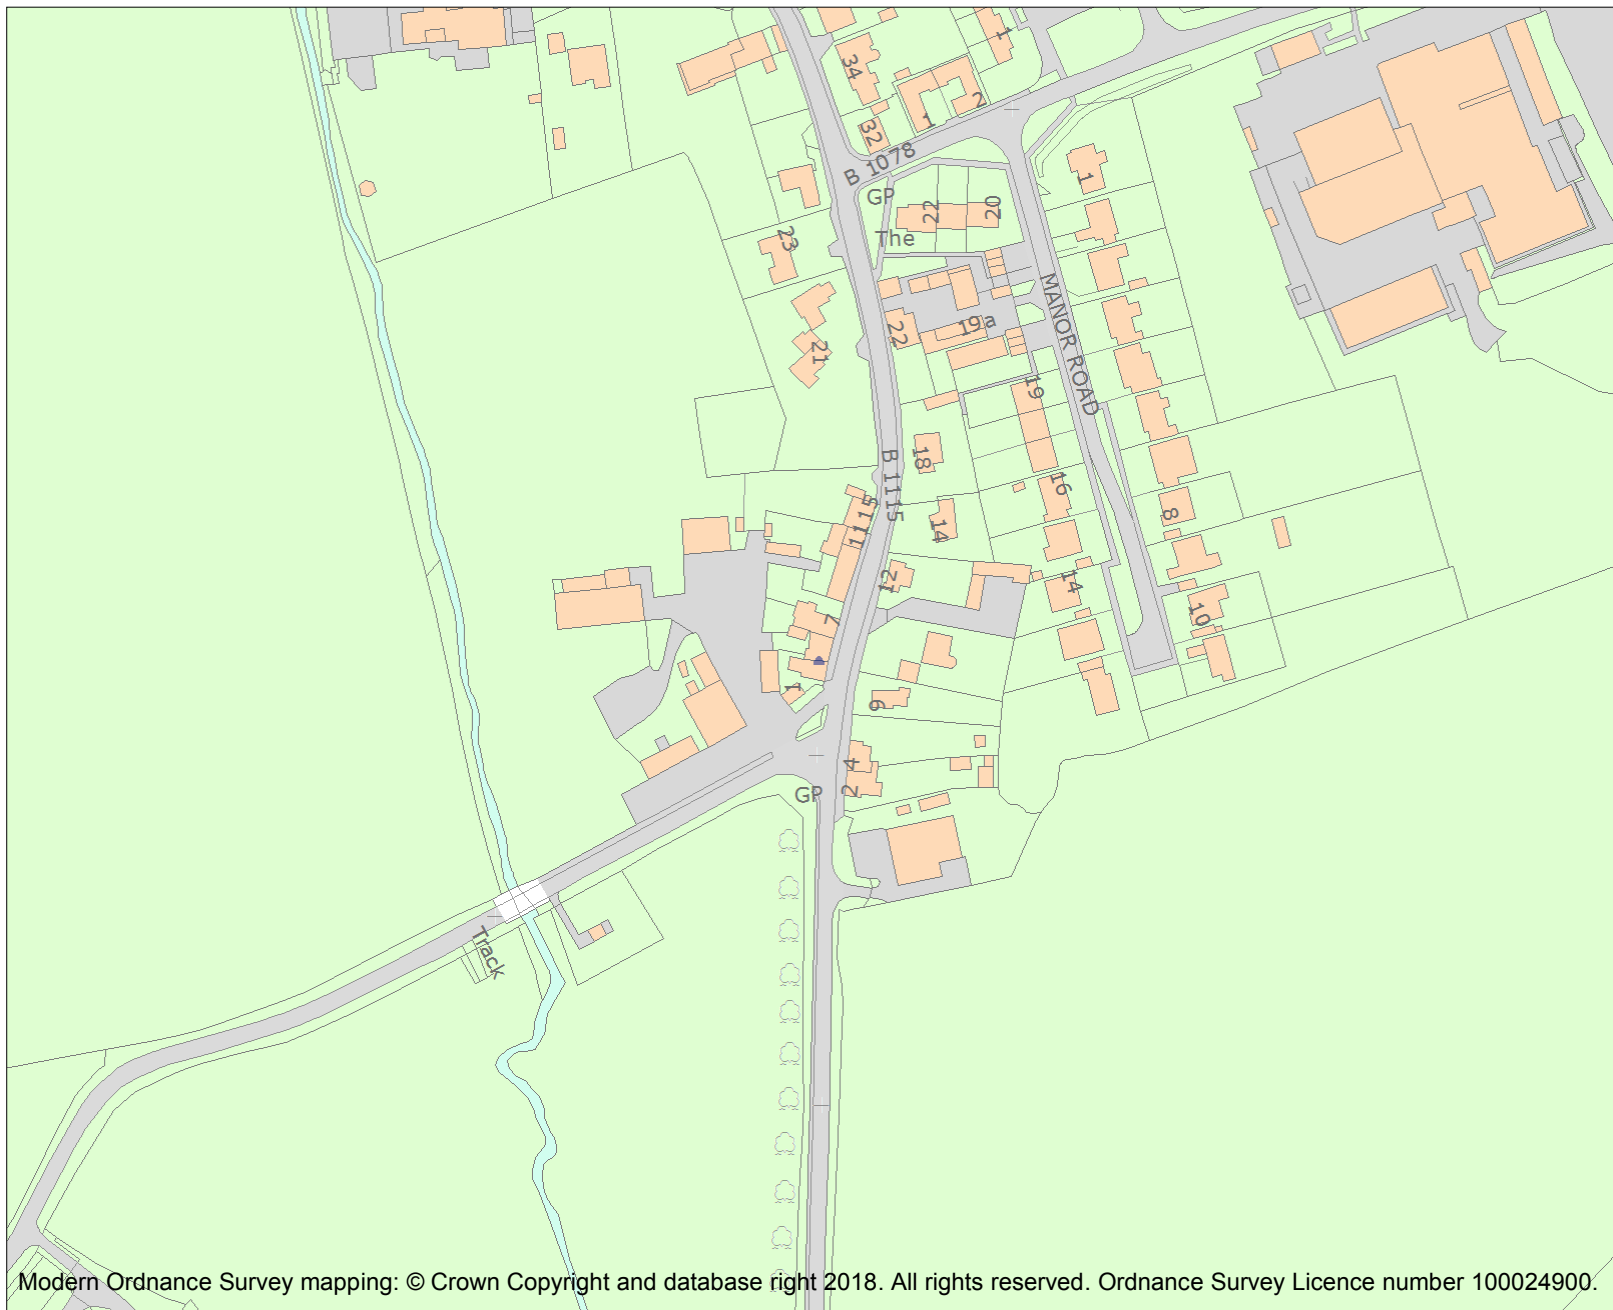 34
1
2
1
32
B 1078
GP
1
22
20
The
23
MANOR ROAD
22
19a
21
19
B 1115
18
16
1115
14
8
12
14
7
10
1
9
4
2
GP
Track
Modern Ordnance Survey mapping: © Crown Copyright and database right 2018. All rights reserved. Ordnance Survey Licence number 100024900.